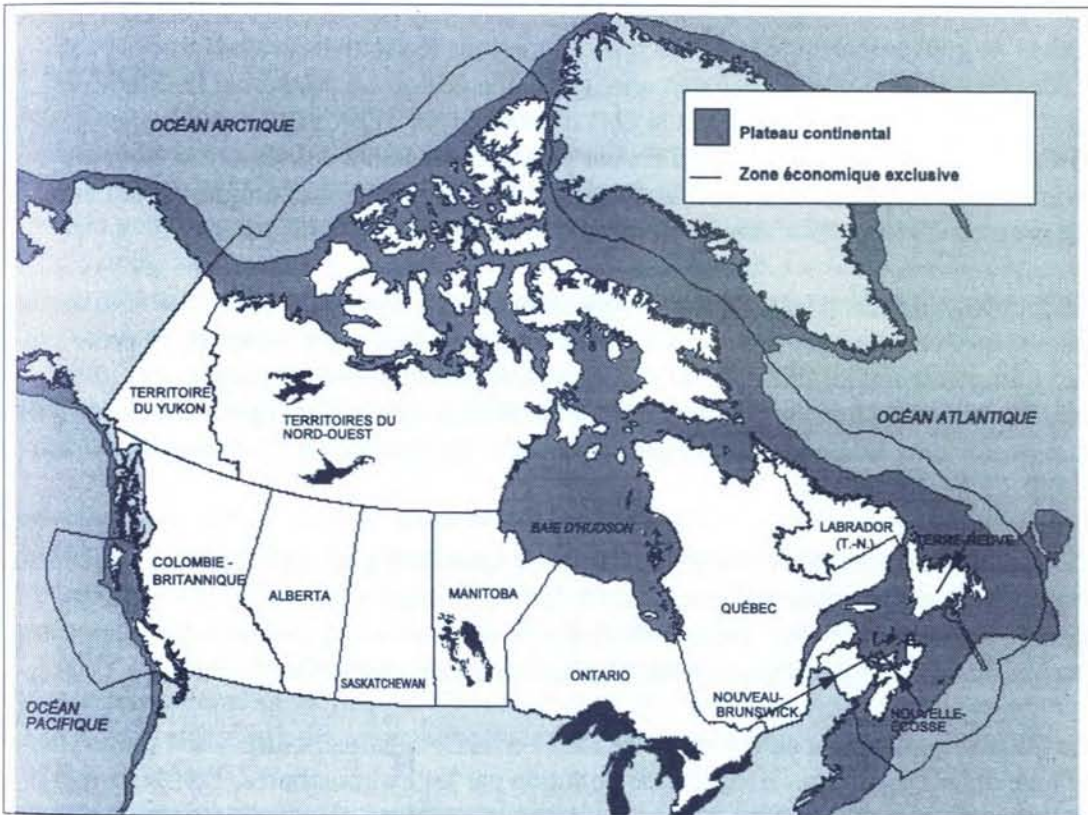 OCÉAN ARCTIQUE
Plateau continental
Zone économique exclusive
TERRITOIRE
DU YUKON
TERRITOIRES DU
NORD-OUEST
OCÉAN ATLANTIQUE
BAIE D'HUDSON
LABRADOR
(T.-N.)
TERRE-NEUVE
COLOMBIE-
BRITANNIQUE
ALBERTA
MANITOBA
QUÉBEC
SASKATCHEWAN
ONTARIO
Î.-P.-É.
NOUVEAU-
BRUNSWICK
NOUVELLE-
ÉCOSSE
OCÉAN
PACIFIQUE